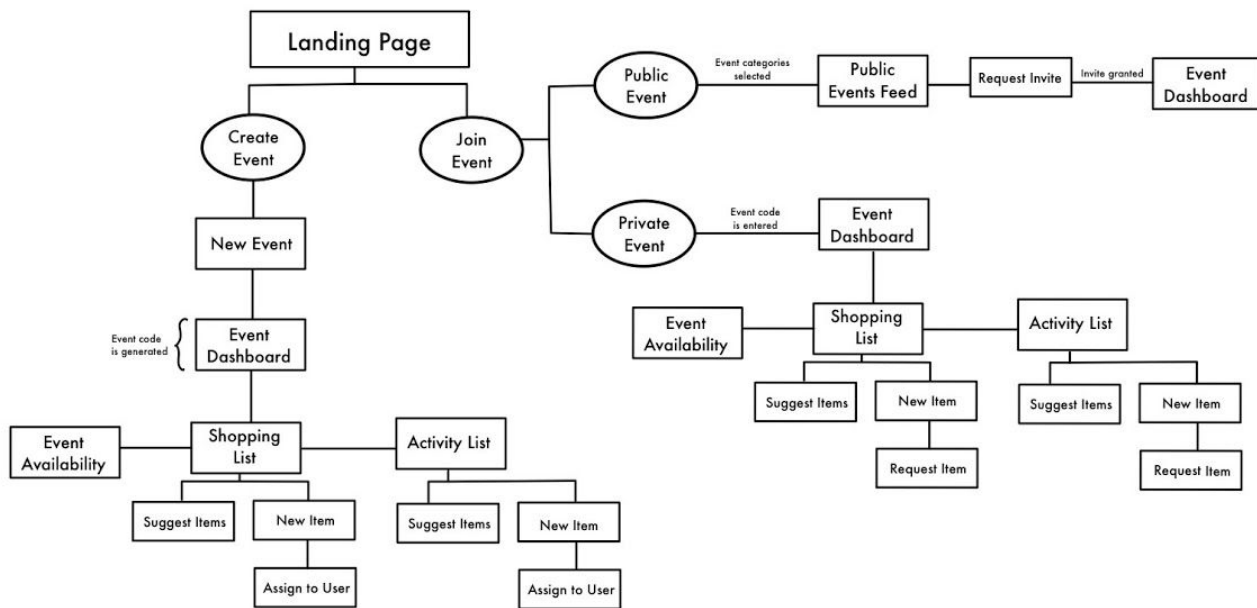 Landing Page
Public
Event
Event categories
selected
Public
Events Feed
Request Invite
Invite granted
Event
Dashboard
Create
Event
Join
Event
Private
Event
Event code
is entered
Event
Dashboard
New Event
Event code
is generated
Event
Dashboard
Event
Availability
Shopping
List
Activity List
Suggest Items
New Item
Request Item
Suggest Items
New Item
Request Item
Event
Availability
Shopping
List
Activity List
Suggest Items
New Item
Assign to User
Suggest Items
New Item
Assign to User